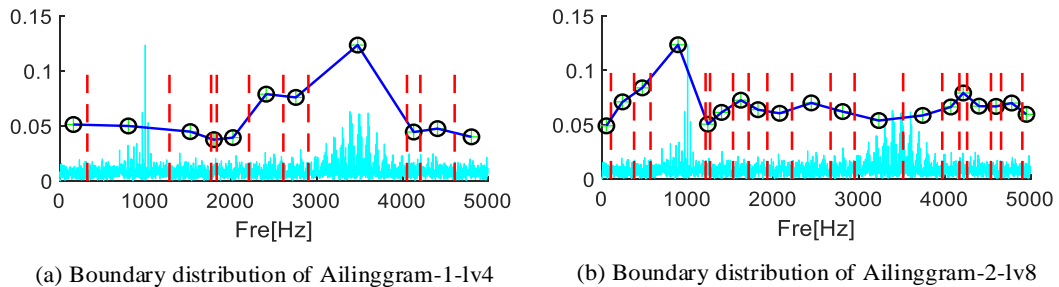 0.15
0.1
0.05
0
0 1000 2000 3000 4000 5000
Fre[Hz]
(a) Boundary distribution of Ailinggram-1-lv4
0.15
0.1
0.05
0
0 1000 2000 3000 4000 5000
Fre[Hz]
(b) Boundary distribution of Ailinggram-2-lv8